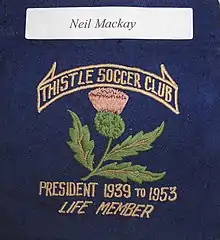 Neil Mackay
THISTLE SOCCER CLUB
PRESIDENT 1939 TO 1953
LIFE MEMBER